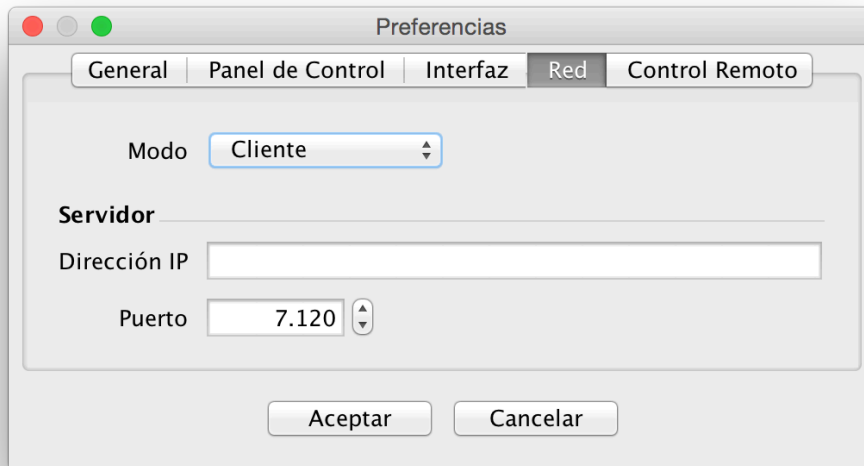 Preferencias
General Panel de Control Interfaz Red Control Remoto
Modo Cliente
Servidor
Dirección IP
Puerto 7.120
Aceptar Cancelar